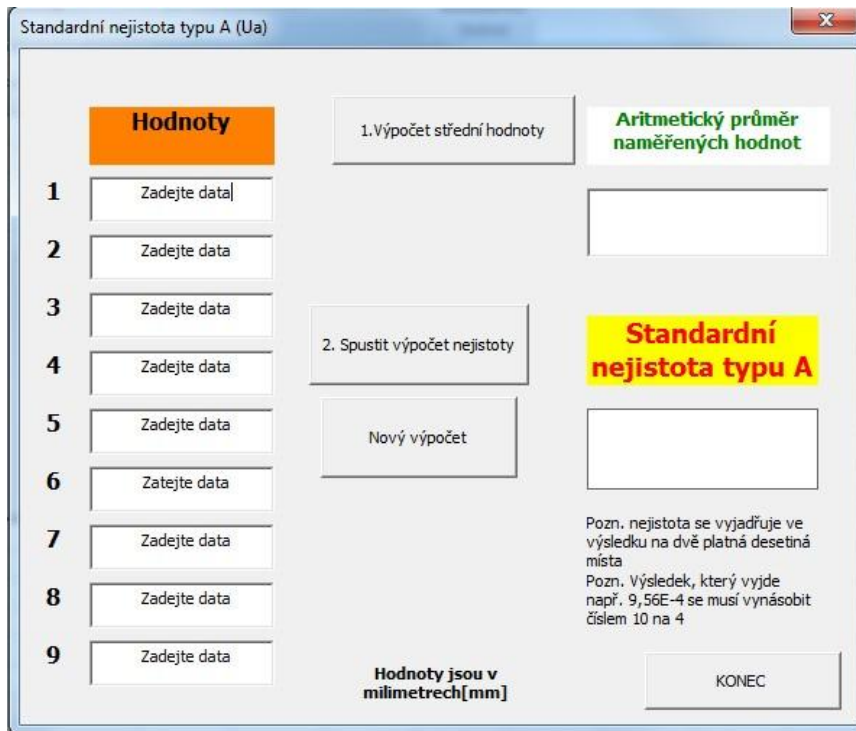 Standardní nejistota typu A (Ua)
Hodnoty
1.Výpočet střední hodnoty
Aritmetický průměr
naměřených hodnot
1 Zadejte data
2 Zadejte data
3 Zadejte data
4 Zadejte data
5 Zadejte data
6 Zatejte data
7 Zadejte data
8 Zadejte data
9 Zadejte data
2. Spustit výpočet nejistoty
Nový výpočet
Standardní
nejistota typu A
Pozn. nejistota se vyjadřuje ve
výsledku na dvě platná desetiná
místa
Pozn. Výsledek, který vyjde
např. 9,56E-4 se musí vynásobit
číslem 10 na 4
Hodnoty jsou v
milimetrech[mm]
KONEC